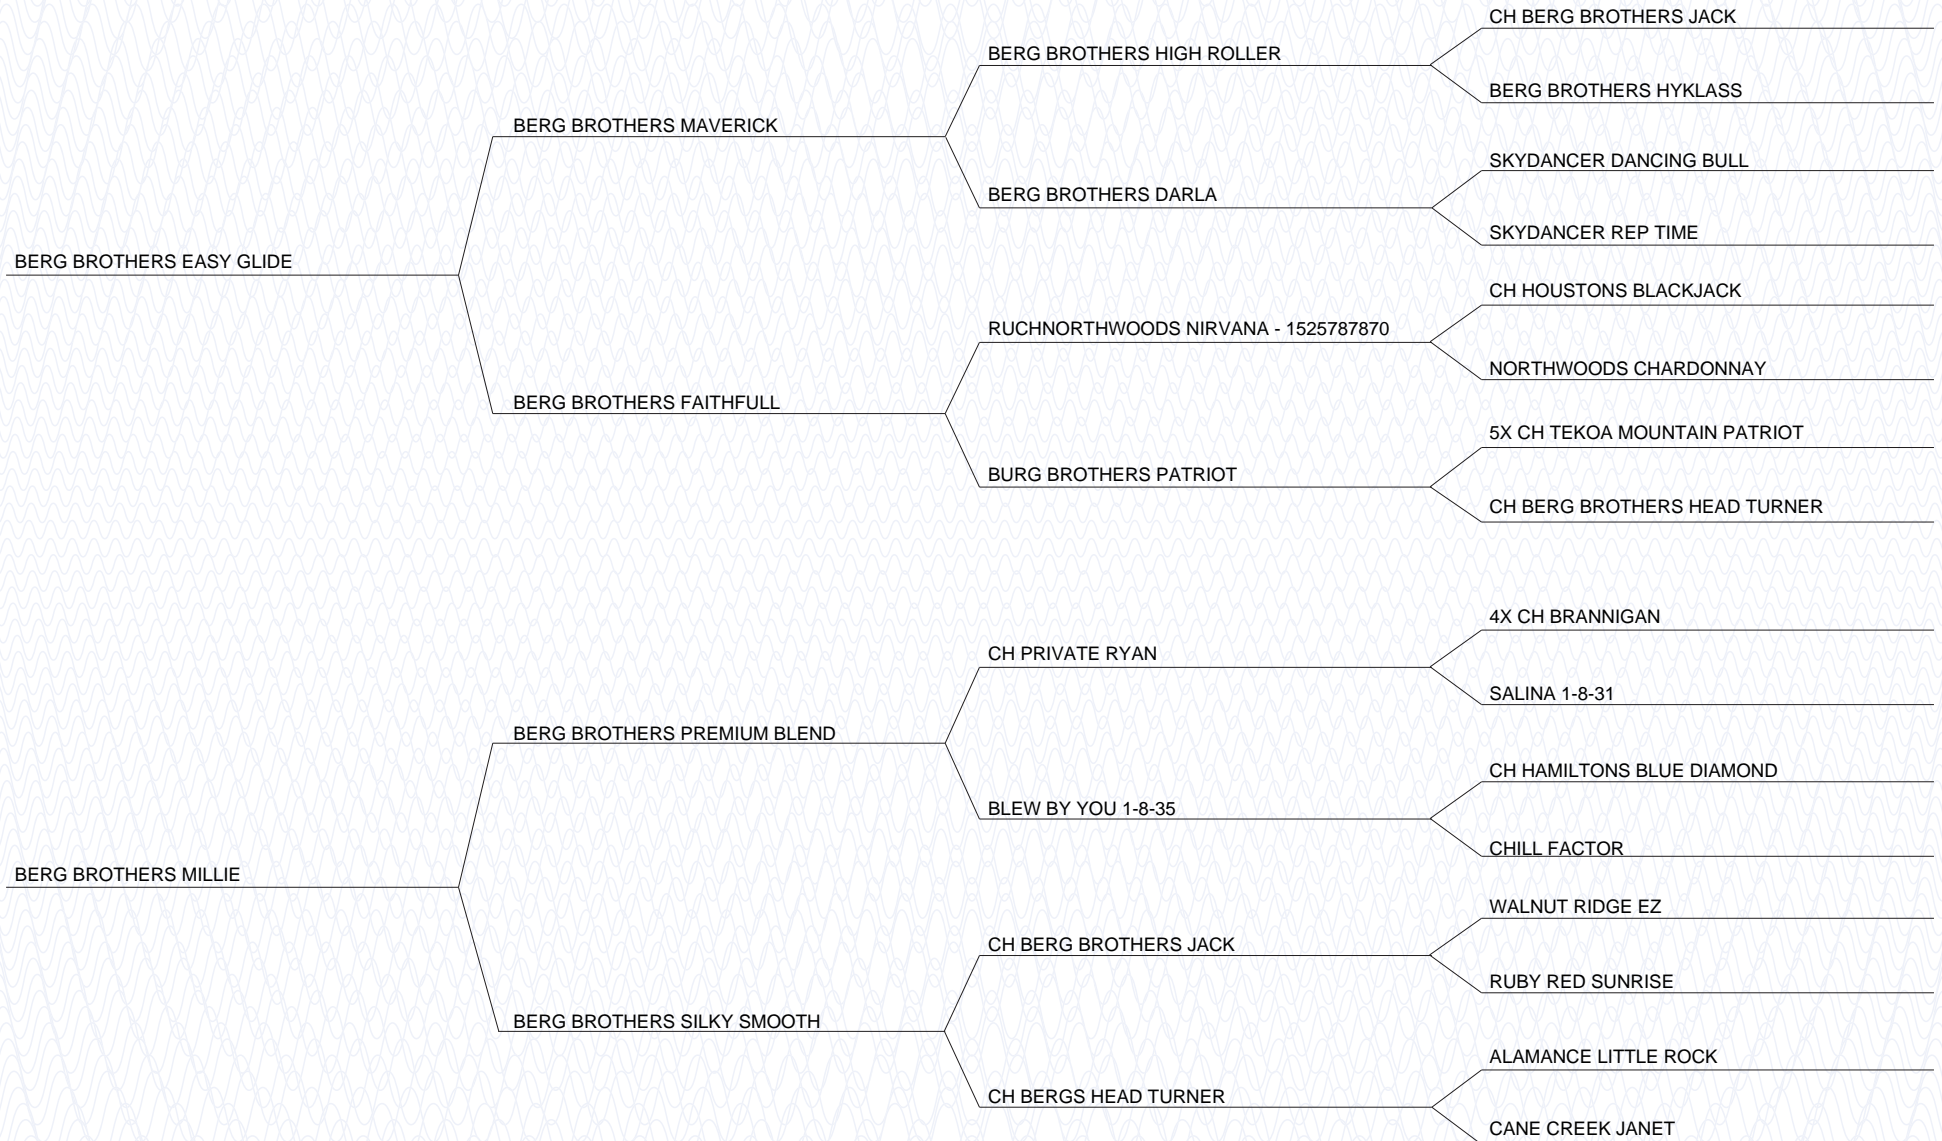 CH BERG BROTHERS JACK
BERG BROTHERS HIGH ROLLER
BERG BROTHERS HYKLASS
BERG BROTHERS MAVERICK
SKYDANCER DANCING BULL
BERG BROTHERS DARLA
SKYDANCER REP TIME
BERG BROTHERS EASY GLIDE
CH HOUSTONS BLACKJACK
RUCHNORTHWOODS NIRVANA - 1525787870
NORTHWOODS CHARDONNAY
BERG BROTHERS FAITHFULL
5X CH TEKOA MOUNTAIN PATRIOT
BURG BROTHERS PATRIOT
CH BERG BROTHERS HEAD TURNER
4X CH BRANNIGAN
CH PRIVATE RYAN
SALINA 1-8-31
BERG BROTHERS PREMIUM BLEND
CH HAMILTONS BLUE DIAMOND
BLEW BY YOU 1-8-35
CHILL FACTOR
BERG BROTHERS MILLIE
WALNUT RIDGE EZ
CH BERG BROTHERS JACK
RUBY RED SUNRISE
BERG BROTHERS SILKY SMOOTH
ALAMANCE LITTLE ROCK
CH BERGS HEAD TURNER
CANE CREEK JANET